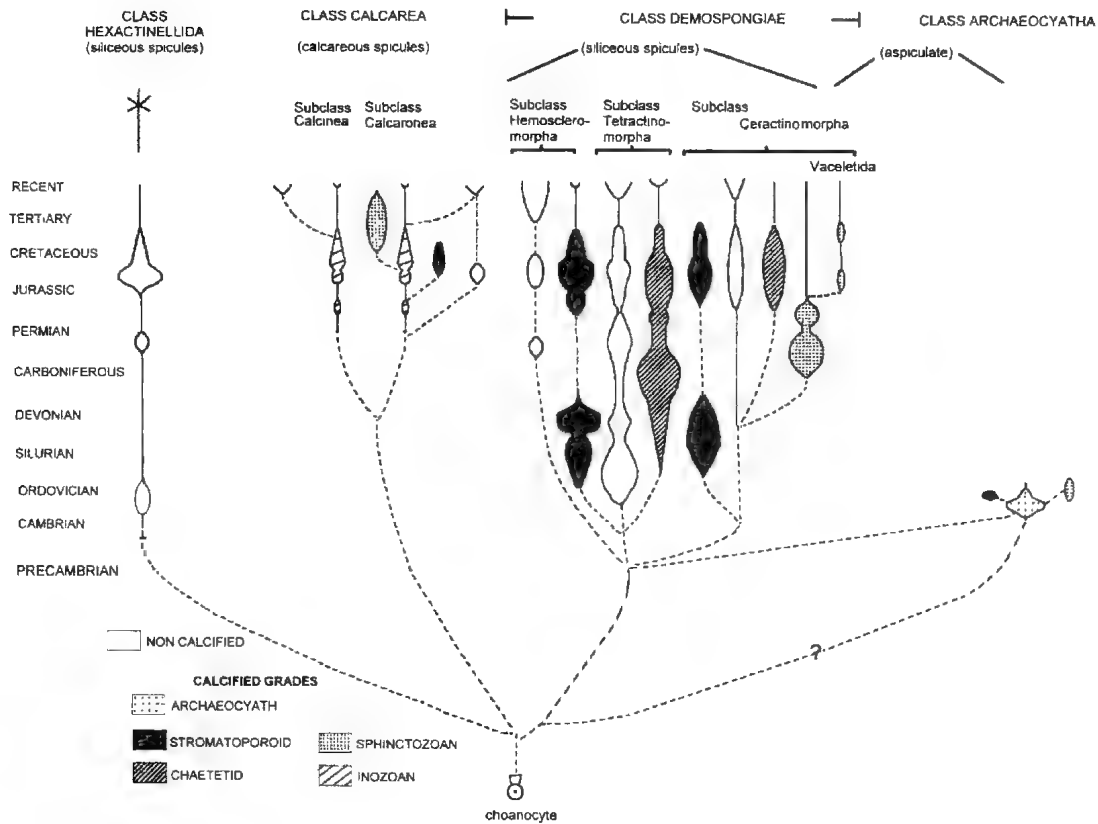 CLASS
HEXACTINELLIDA
(siliceous spicules)
CLASS CALCAREA
(calcareous spicules)
CLASS DEMOSPONGIAE
(siliceous spicules)
CLASS ARCHAEOCYATHA
(aspiculate)
Subclass
Calcinea
Subclass
Calcaronea
Subclass
Hemosclero-
morpha
Subclass
Tetractino-
morpha
Subclass
Ceractinomorpha
Vaceletida
RECENT
TERTIARY
CRETACEOUS
JURASSIC
PERMIAN
CARBONIFEROUS
DEVONIAN
SILURIAN
ORDOVICIAN
CAMBRIAN
PRECAMBRIAN
?
NON CALCIFIED
CALCIFIED GRADES
ARCHAEOCYATH
STROMATOPOROID
SPHINCTOZOAN
CHAETETID
INOZOAN
choanocyte